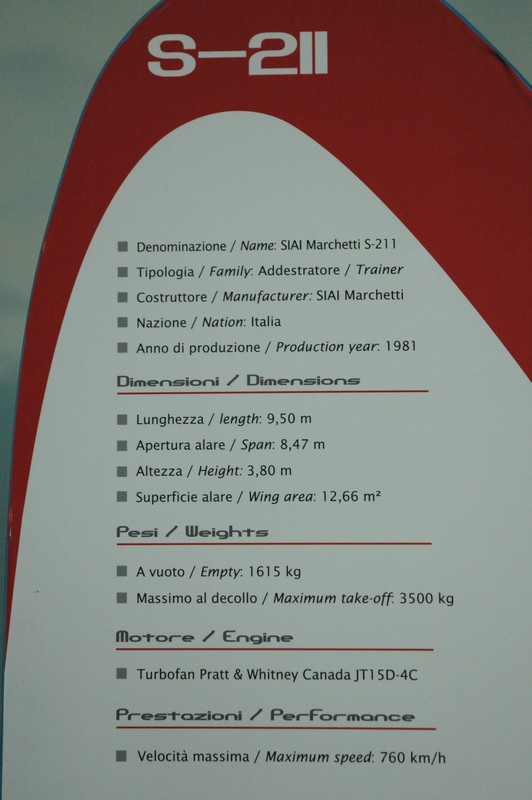 S-211
Denominazione / Name: SIAI Marchetti S-211
Tipologia / Family: Addestratore / Trainer
Costruttore / Manufacturer: SIAI Marchetti
Nazione / Nation: Italia
Anno di produzione / Production year: 1981
Dimensioni / Dimensions
Lunghezza / length: 9,50 m
Apertura alare / Span: 8,47 m
Altezza / Height: 3,80 m
Superficie alare / Wing area: 12,66 m²
Pesi / Weights
A vuoto / Empty: 1615 kg
Massimo al decollo / Maximum take-off: 3500 kg
Motore / Engine
Turbofan Pratt & Whitney Canada JT15D-4C
Prestazioni / Performance
Velocità massima / Maximum speed: 760 km/h